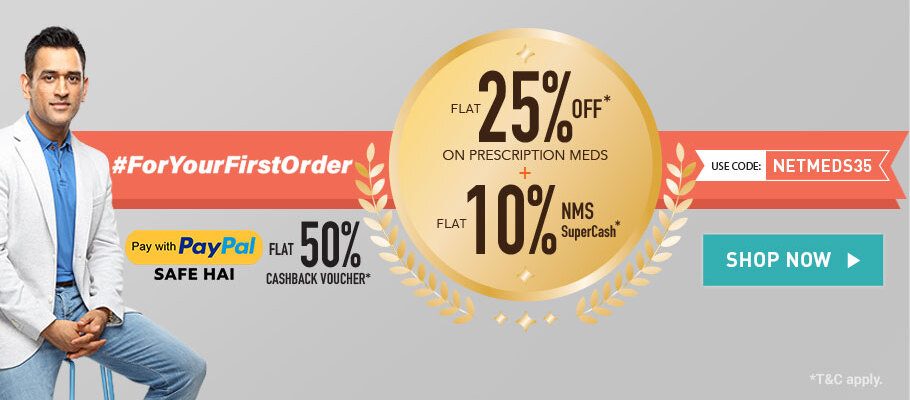 #ForYourFirstOrder
Pay with PayPal
SAFE HAI
FLAT 50%
CASHBACK VOUCHER*
FLAT 25% OFF*
ON PRESCRIPTION MEDS
+
FLAT 10% NMS
SuperCash*
USE CODE: NETMEDS35
SHOP NOW
*T&C apply.